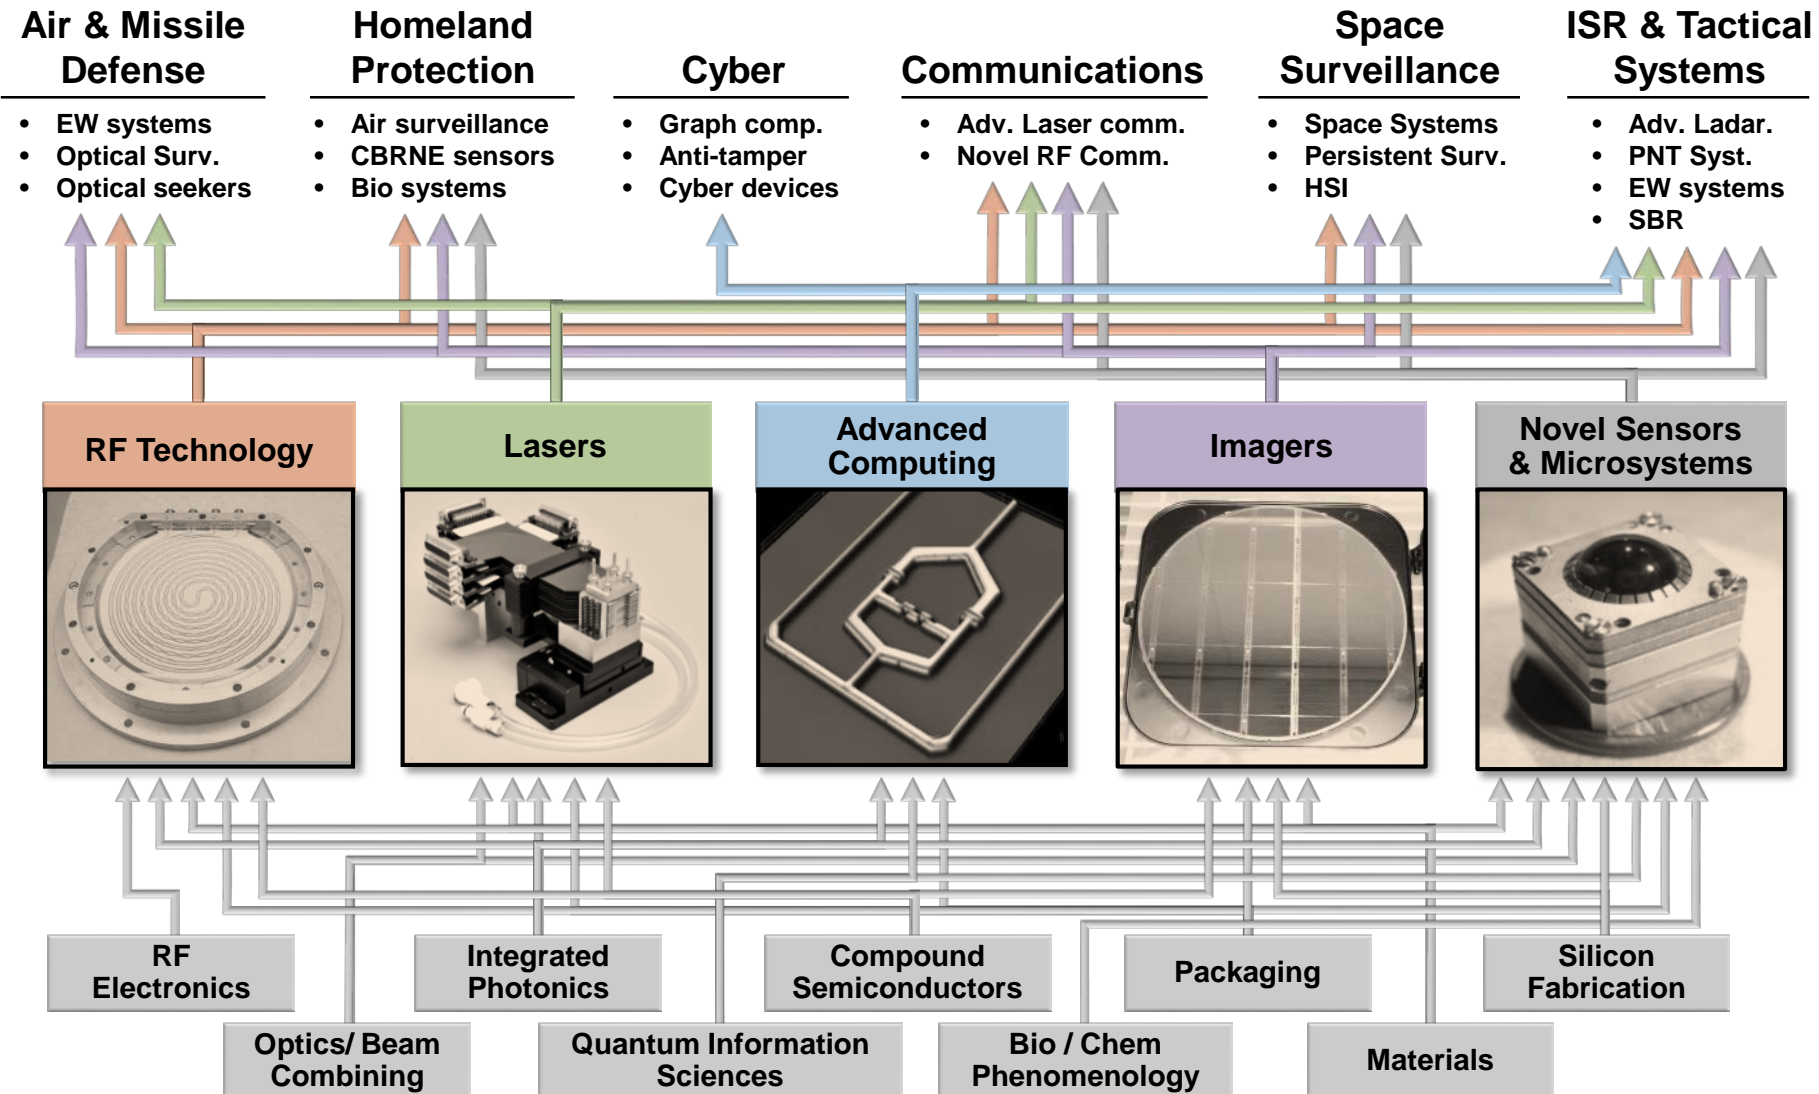 Air & Missile
Defense
• EW systems
• Optical Surv.
• Optical seekers
Homeland
Protection
• Air surveillance
• CBRNE sensors
• Bio systems
Cyber
• Graph comp.
• Anti-tamper
• Cyber devices
Communications
• Adv. Laser comm.
• Novel RF Comm.
Space
Surveillance
• Space Systems
• Persistent Surv.
• HSI
ISR & Tactical
Systems
• Adv. Ladar.
• PNT Syst.
• EW systems
• SBR
RF Technology
Lasers
Advanced
Computing
Imagers
Novel Sensors
& Microsystems
RF
Electronics
Integrated
Photonics
Compound
Semiconductors
Packaging
Silicon
Fabrication
Optics/ Beam
Combining
Quantum Information
Sciences
Bio / Chem
Phenomenology
Materials